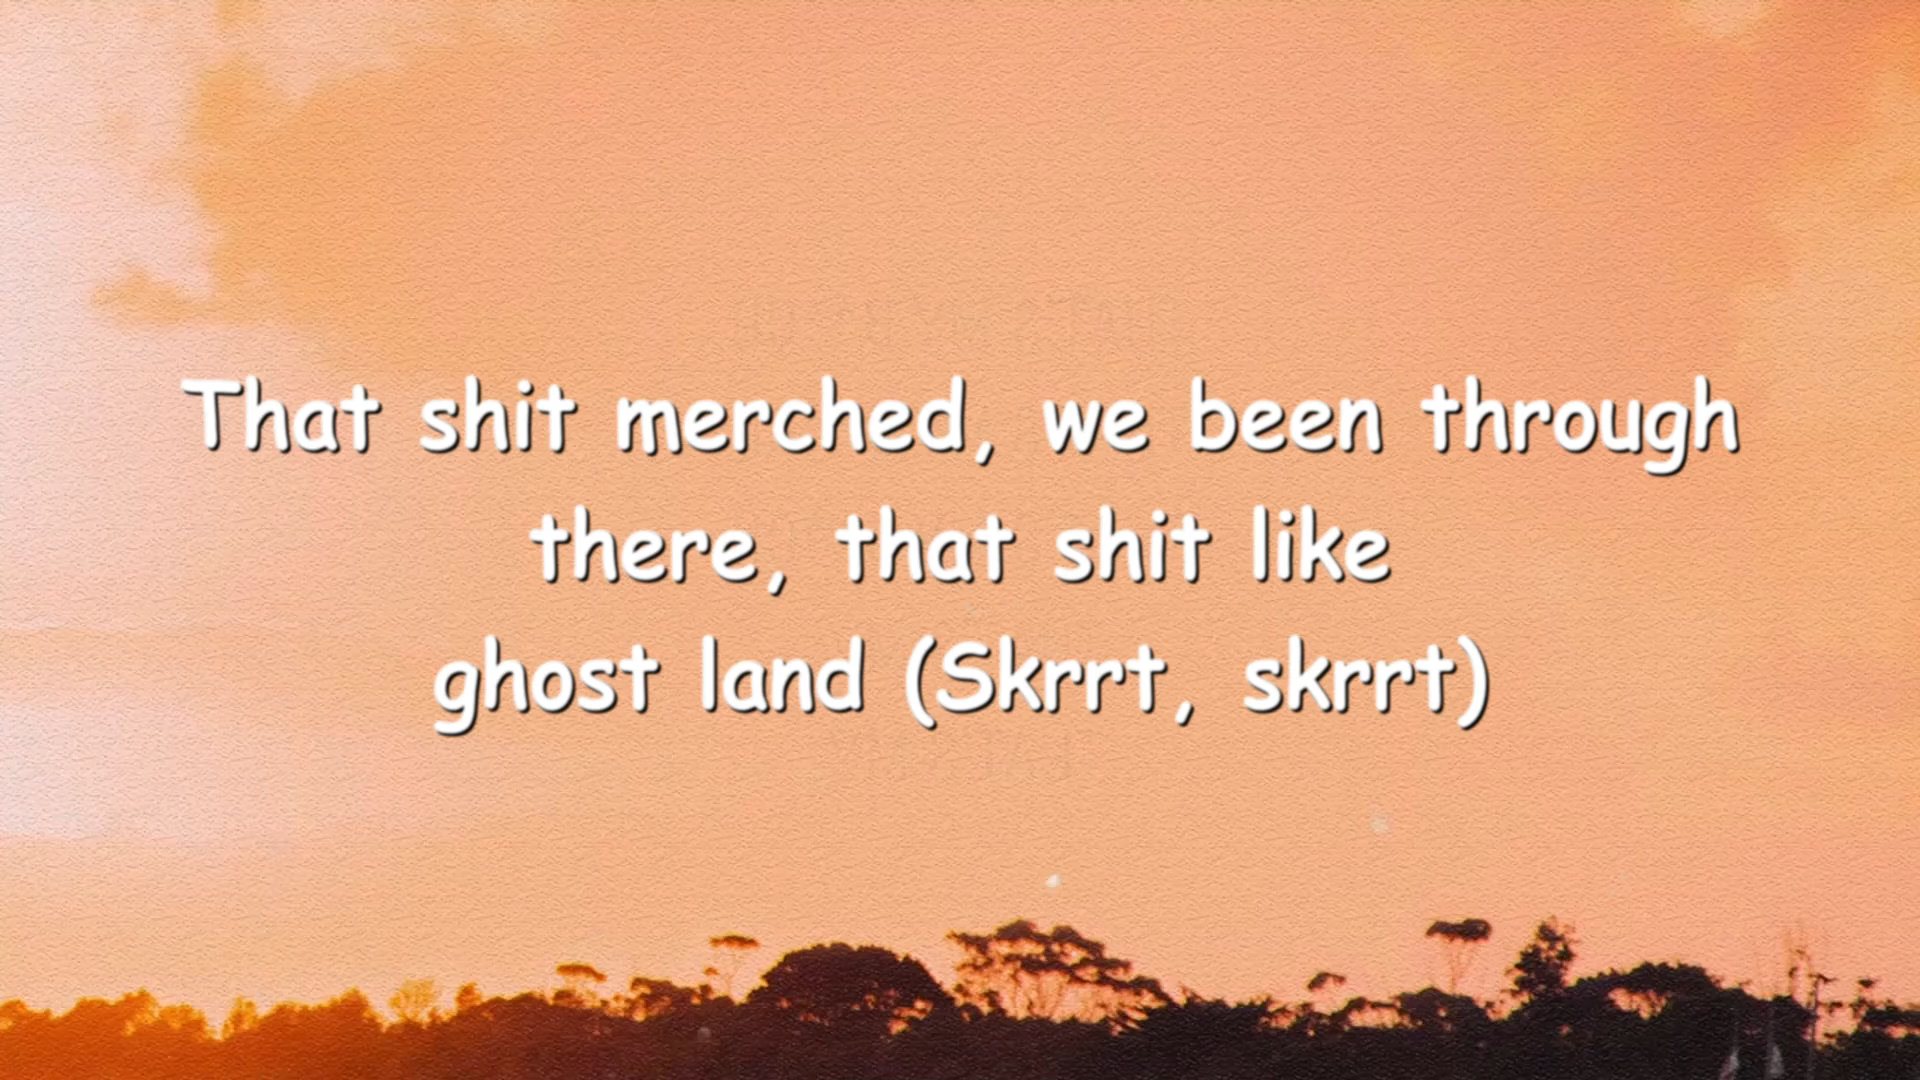 That shit merched, we been through
there, that shit like
ghost land (Skrrt, skrrt)